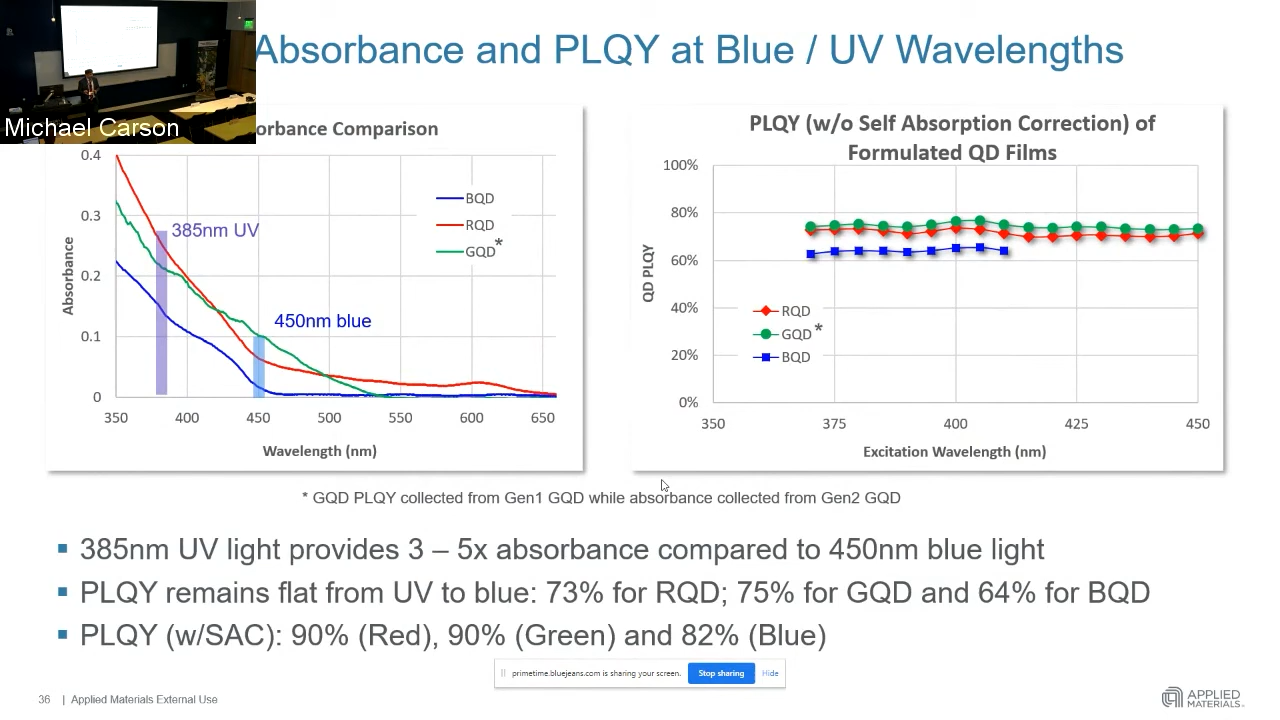 Absorbance and PLQY at Blue / UV Wavelengths
Michael Carson
orbance Comparison
0.4
0.3
0.2
0.1
0
Absorbance
385nm UV
450nm blue
BQD
RQD
GQD*
350 400 450 500 550 600 650
Wavelength (nm)
PLQY (w/o Self Absorption Correction) of
Formulated QD Films
100%
80%
60%
40%
20%
0%
QD PLQY
RQD
GQD *
BQD
350 375 400 425 450
Excitation Wavelength (nm)
* GQD PLQY collected from Gen1 GQD while absorbance collected from Gen2 GQD
▪ 385nm UV light provides 3 – 5x absorbance compared to 450nm blue light
▪ PLQY remains flat from UV to blue: 73% for RQD; 75% for GQD and 64% for BQD
▪ PLQY (w/SAC): 90% (Red), 90% (Green) and 82% (Blue)
primetime.bluejeans.com is sharing your screen. Stop sharing Hide
36 | Applied Materials External Use
APPLIED
MATERIALS